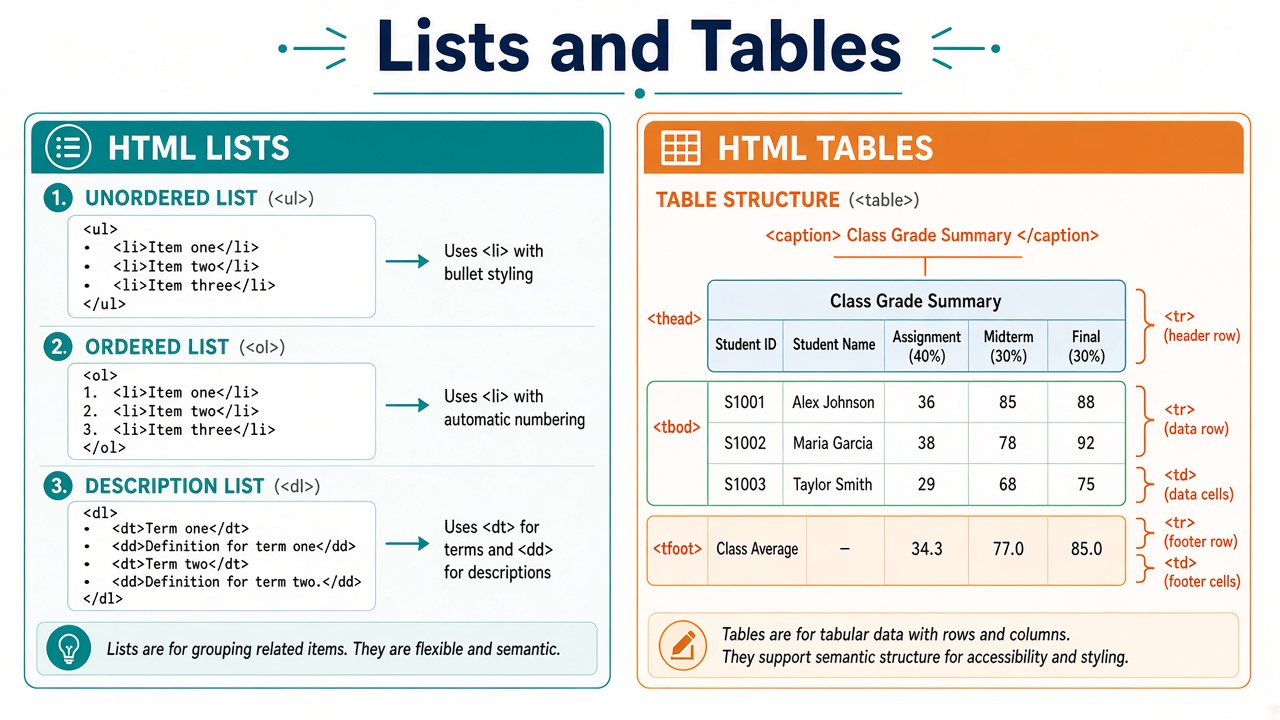 Lists and Tables
HTML LISTS
1. UNORDERED LIST (<ul>)
<ul>
• <li>Item one</li>
• <li>Item two</li>
• <li>Item three</li>
</ul>
Uses <li> with
bullet styling
2. ORDERED LIST (<ol>)
<ol>
1. <li>Item one</li>
2. <li>Item two</li>
3. <li>Item three</li>
</ol>
Uses <li> with
automatic numbering
3. DESCRIPTION LIST (<dl>)
<dl>
• <dt>Term one</dt>
• <dd>Definition for term one</dd>
• <dt>Term two</dt>
• <dd>Definition for term two.</dd>
</dl>
Uses <dt> for
terms and <dd>
for descriptions
Lists are for grouping related items. They are flexible and semantic.
HTML TABLES
TABLE STRUCTURE (<table>)
<caption> Class Grade Summary </caption>
<thead>
Class Grade Summary
Student ID Student Name Assignment (40%) Midterm (30%) Final (30%)
<tr>
(header row)
<tbod>
S1001 Alex Johnson 36 85 88
S1002 Maria Garcia 38 78 92
S1003 Taylor Smith 29 68 75
<tr>
(data row)
<td>
(data cells)
<tfoot> Class Average – 34.3 77.0 85.0
<tr>
(footer row)
<td>
(footer cells)
Tables are for tabular data with rows and columns.
They support semantic structure for accessibility and styling.